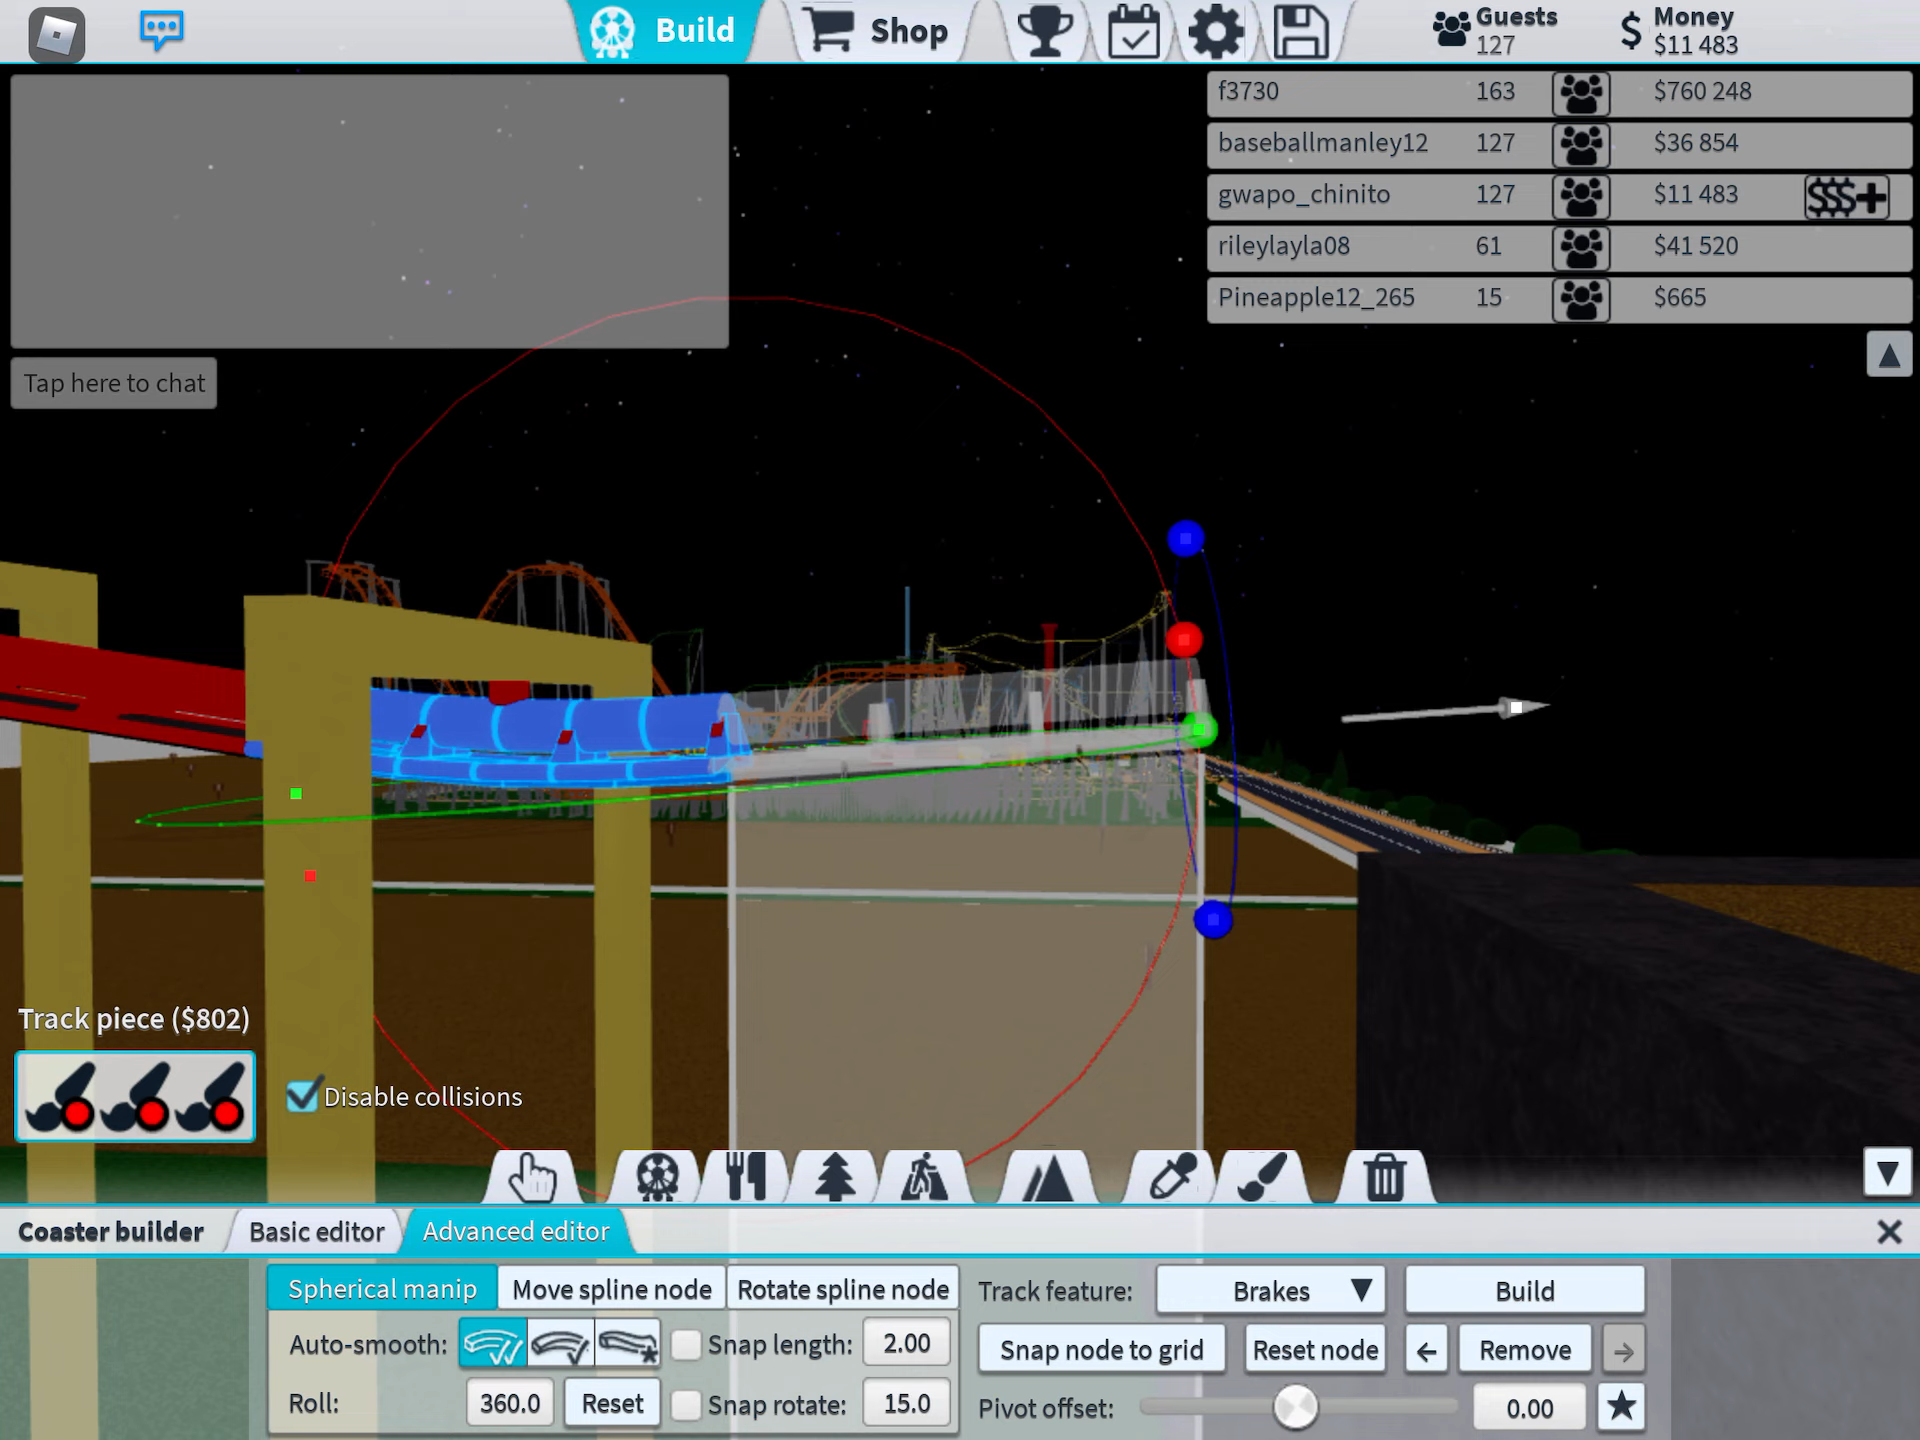 Build
Shop
Guests
127
Money
$11 483
f3730 163 $760 248
baseballmanley12 127 $36 854
gwapo_chinito 127 $11 483 $$$+
rileylayla08 61 $41 520
Pineapple12_265 15 $665
Tap here to chat
Track piece ($802)
Disable collisions
Coaster builder Basic editor Advanced editor
Spherical manip Move spline node Rotate spline node Track feature: Brakes Build
Auto-smooth: Snap length: 2.00 Snap node to grid Reset node Remove
Roll: 360.0 Reset Snap rotate: 15.0 Pivot offset: 0.00